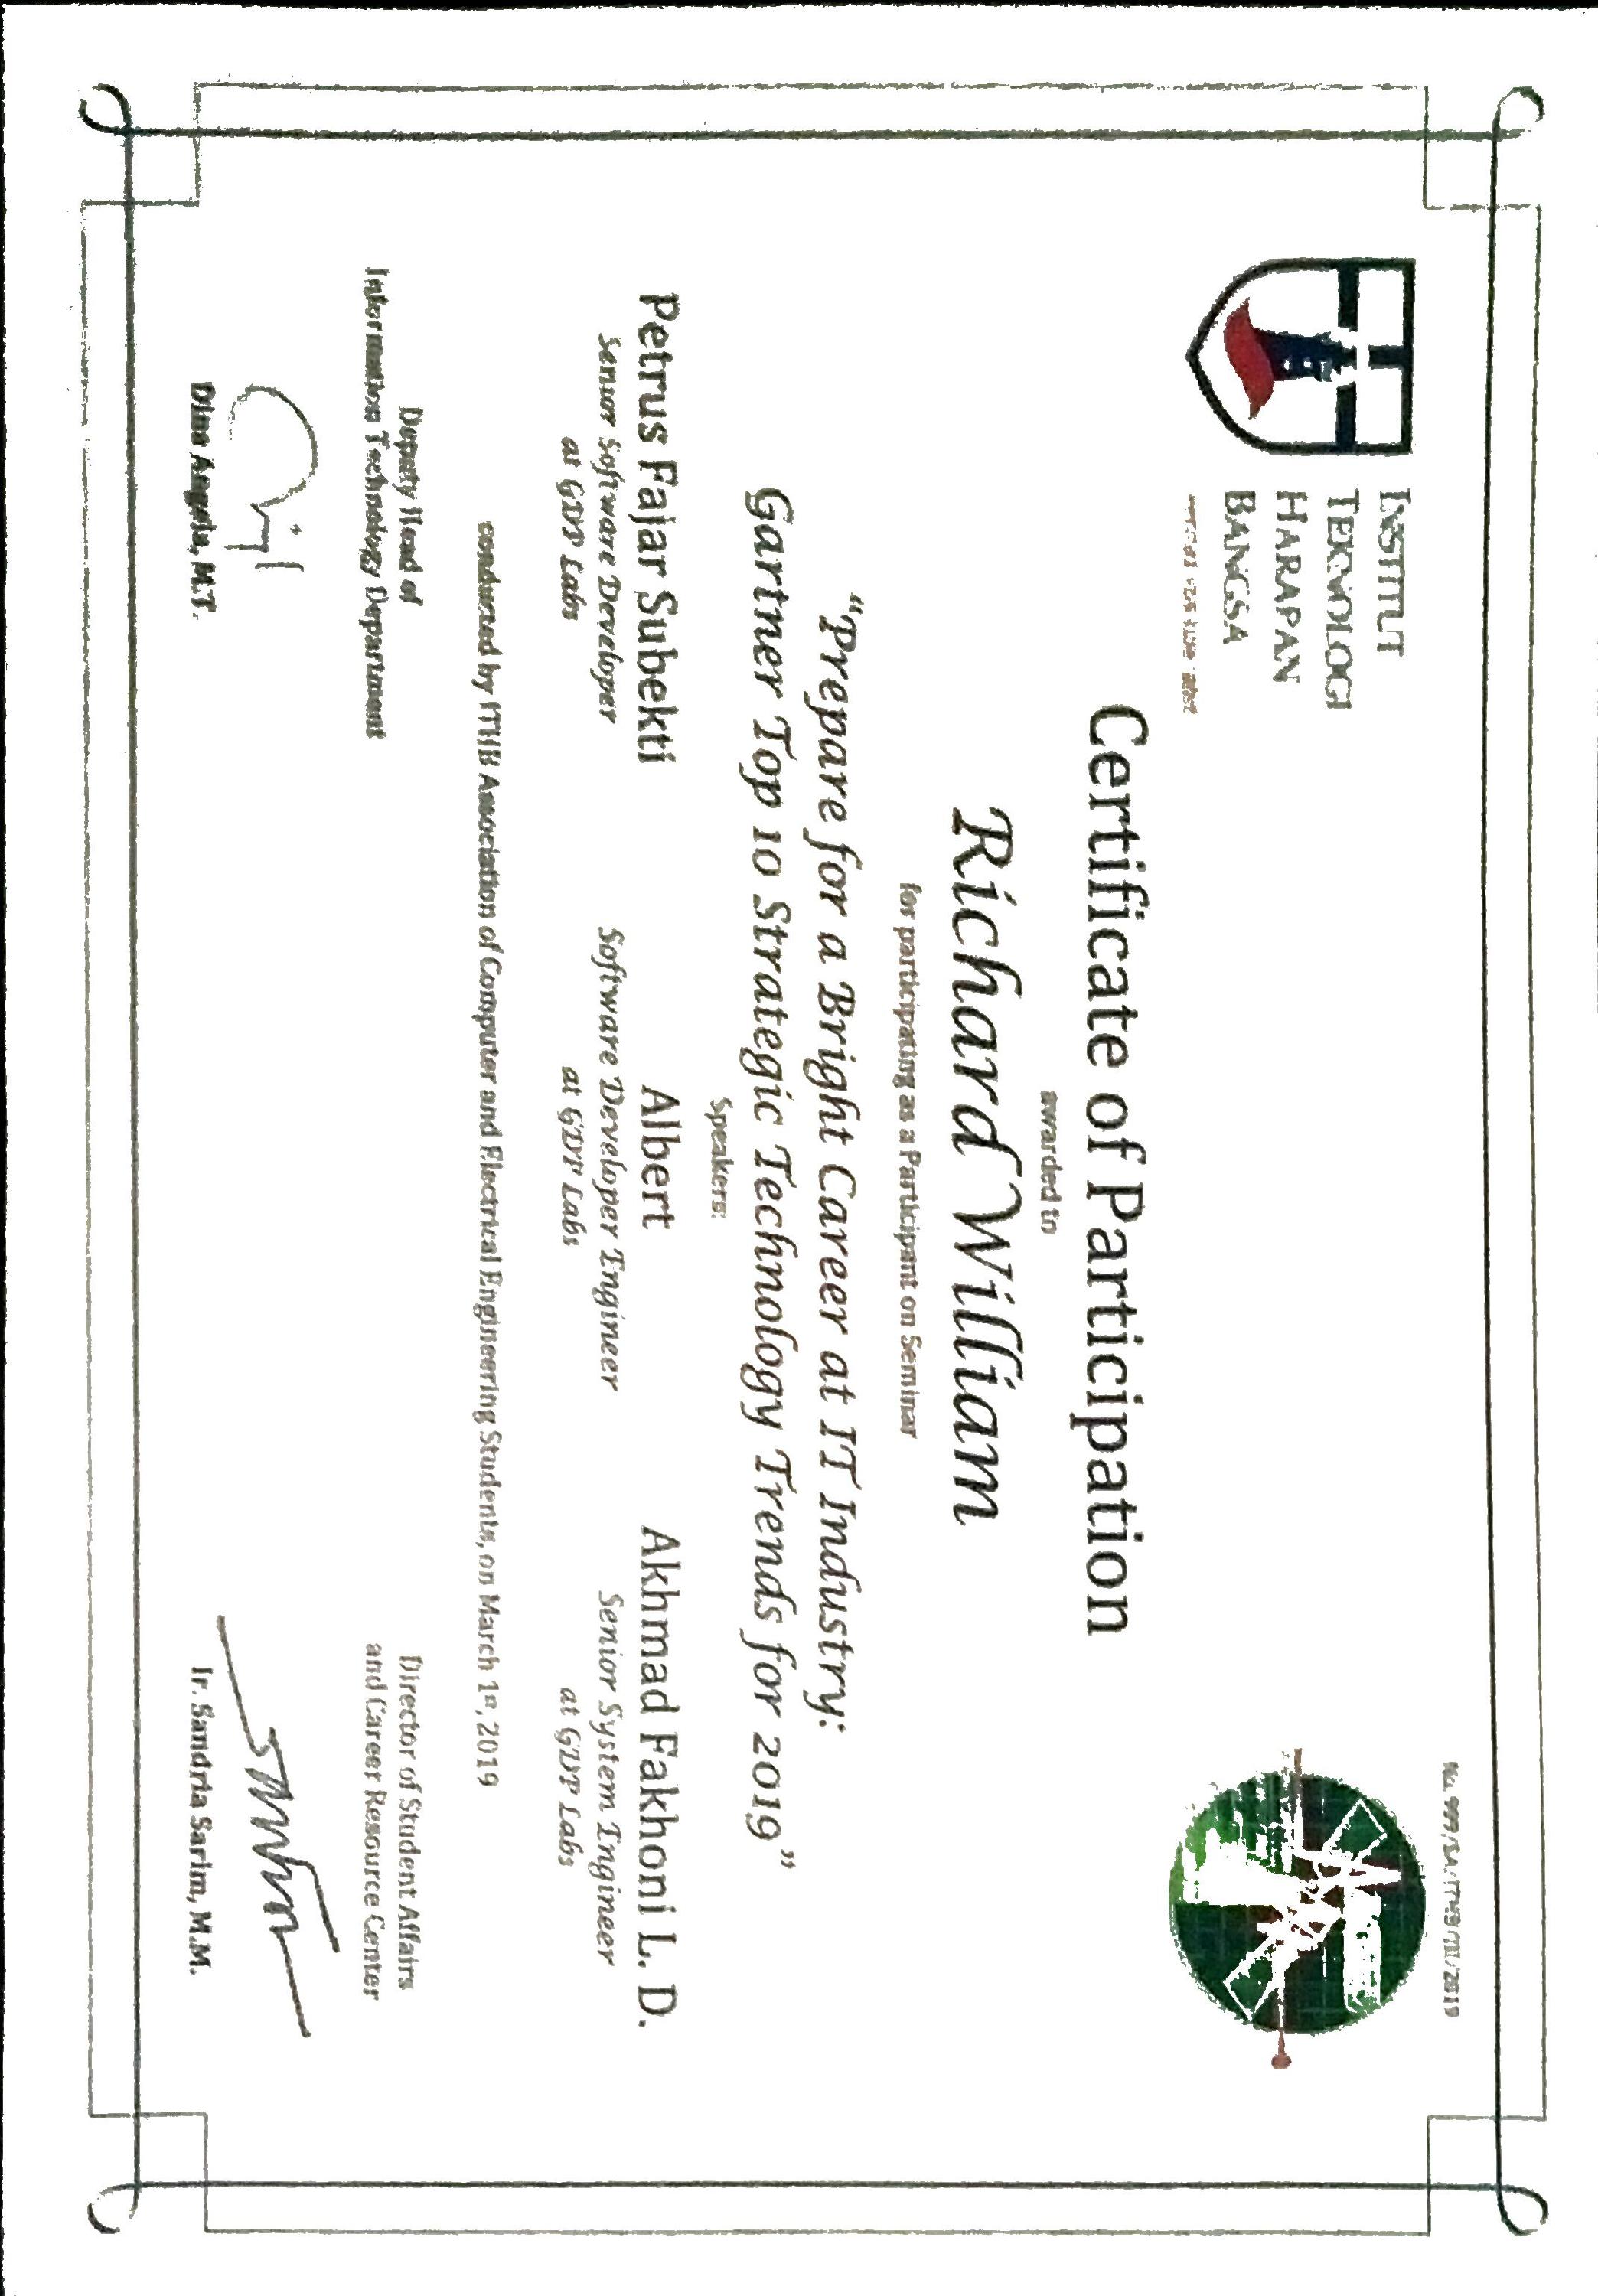 No. 999/SA/ITHB/III/2019
INSTITUT
TEKNOLOGI
HARAPAN
BANGSA
Certificate of Participation
awarded to
Richard William
for participating as a Participant on Seminar
“Prepare for a Bright Career at IT Industry:
Gartner Top 10 Strategic Technology Trends for 2019”
Speakers:
Petrus Fajar Subekti
Senior Software Developer
at GDP Labs
Albert
Software Developer Engineer
at GDP Labs
Akhmad Fakhoni L. D.
Senior System Engineer
at GDP Labs
conducted by ITHB Association of Computer and Electrical Engineering Students, on March 1st, 2019
Deputy Head of
Information Technology Department
Dina Angela, M.T.
Director of Student Affairs
and Career Resource Center
Ir. Sandria Sarim, M.M.